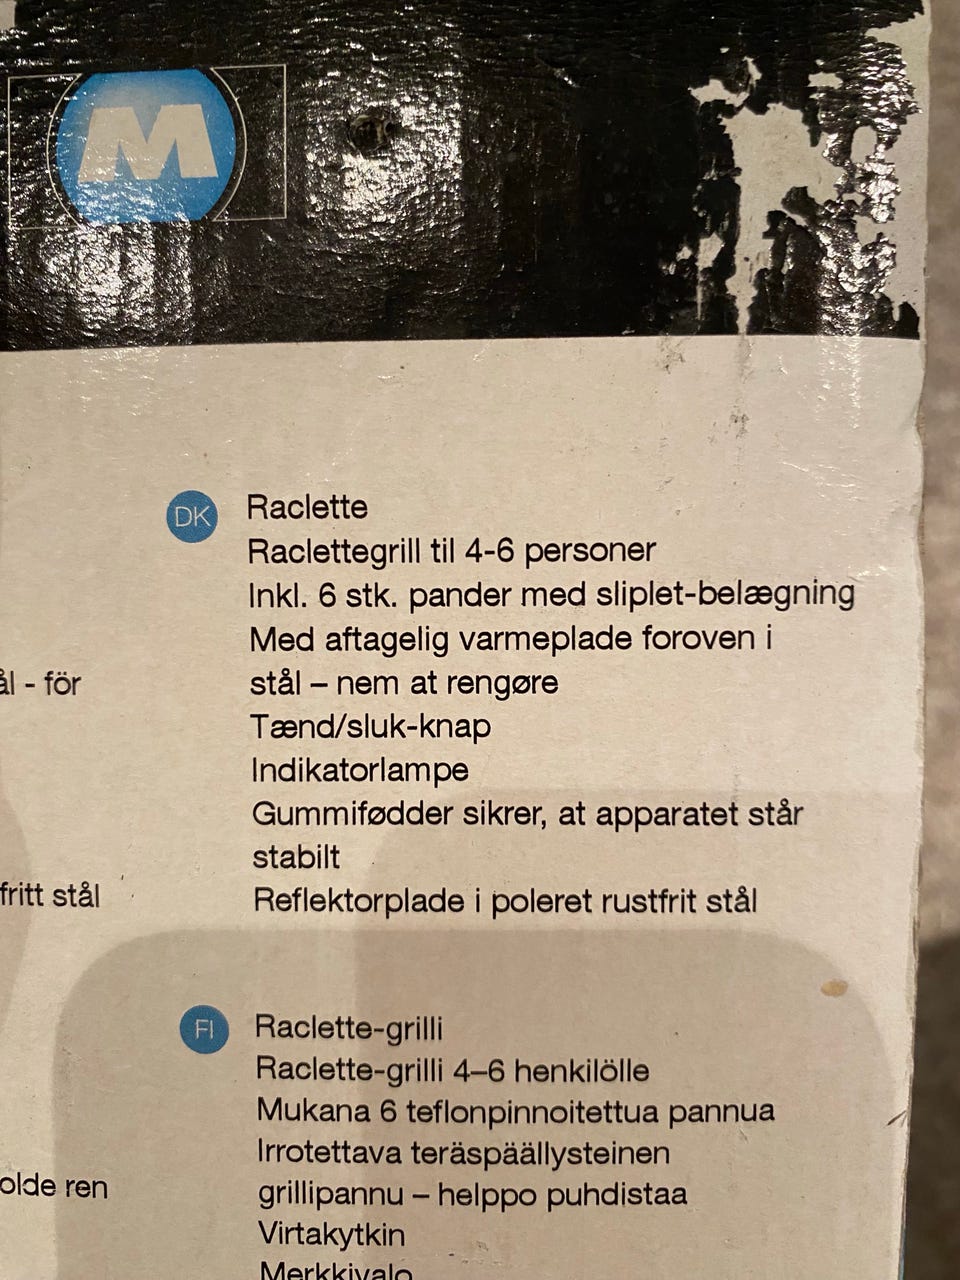 M
DK
Raclette
Raclettegrill til 4-6 personer
Inkl. 6 stk. pander med sliplet-belægning
Med aftagelig varmeplade foroven i
stål – nem at rengøre
Tænd/sluk-knap
Indikatorlampe
Gummifødder sikrer, at apparatet står
stabilt
Reflektorplade i poleret rustfrit stål
ål - för
fritt stål
olde ren
FI
Raclette-grilli
Raclette-grilli 4–6 henkilölle
Mukana 6 teflonpinnoitettua pannua
Irrotettava teräspäällysteinen
grillipannu – helppo puhdistaa
Virtakytkin
Merkkivalo